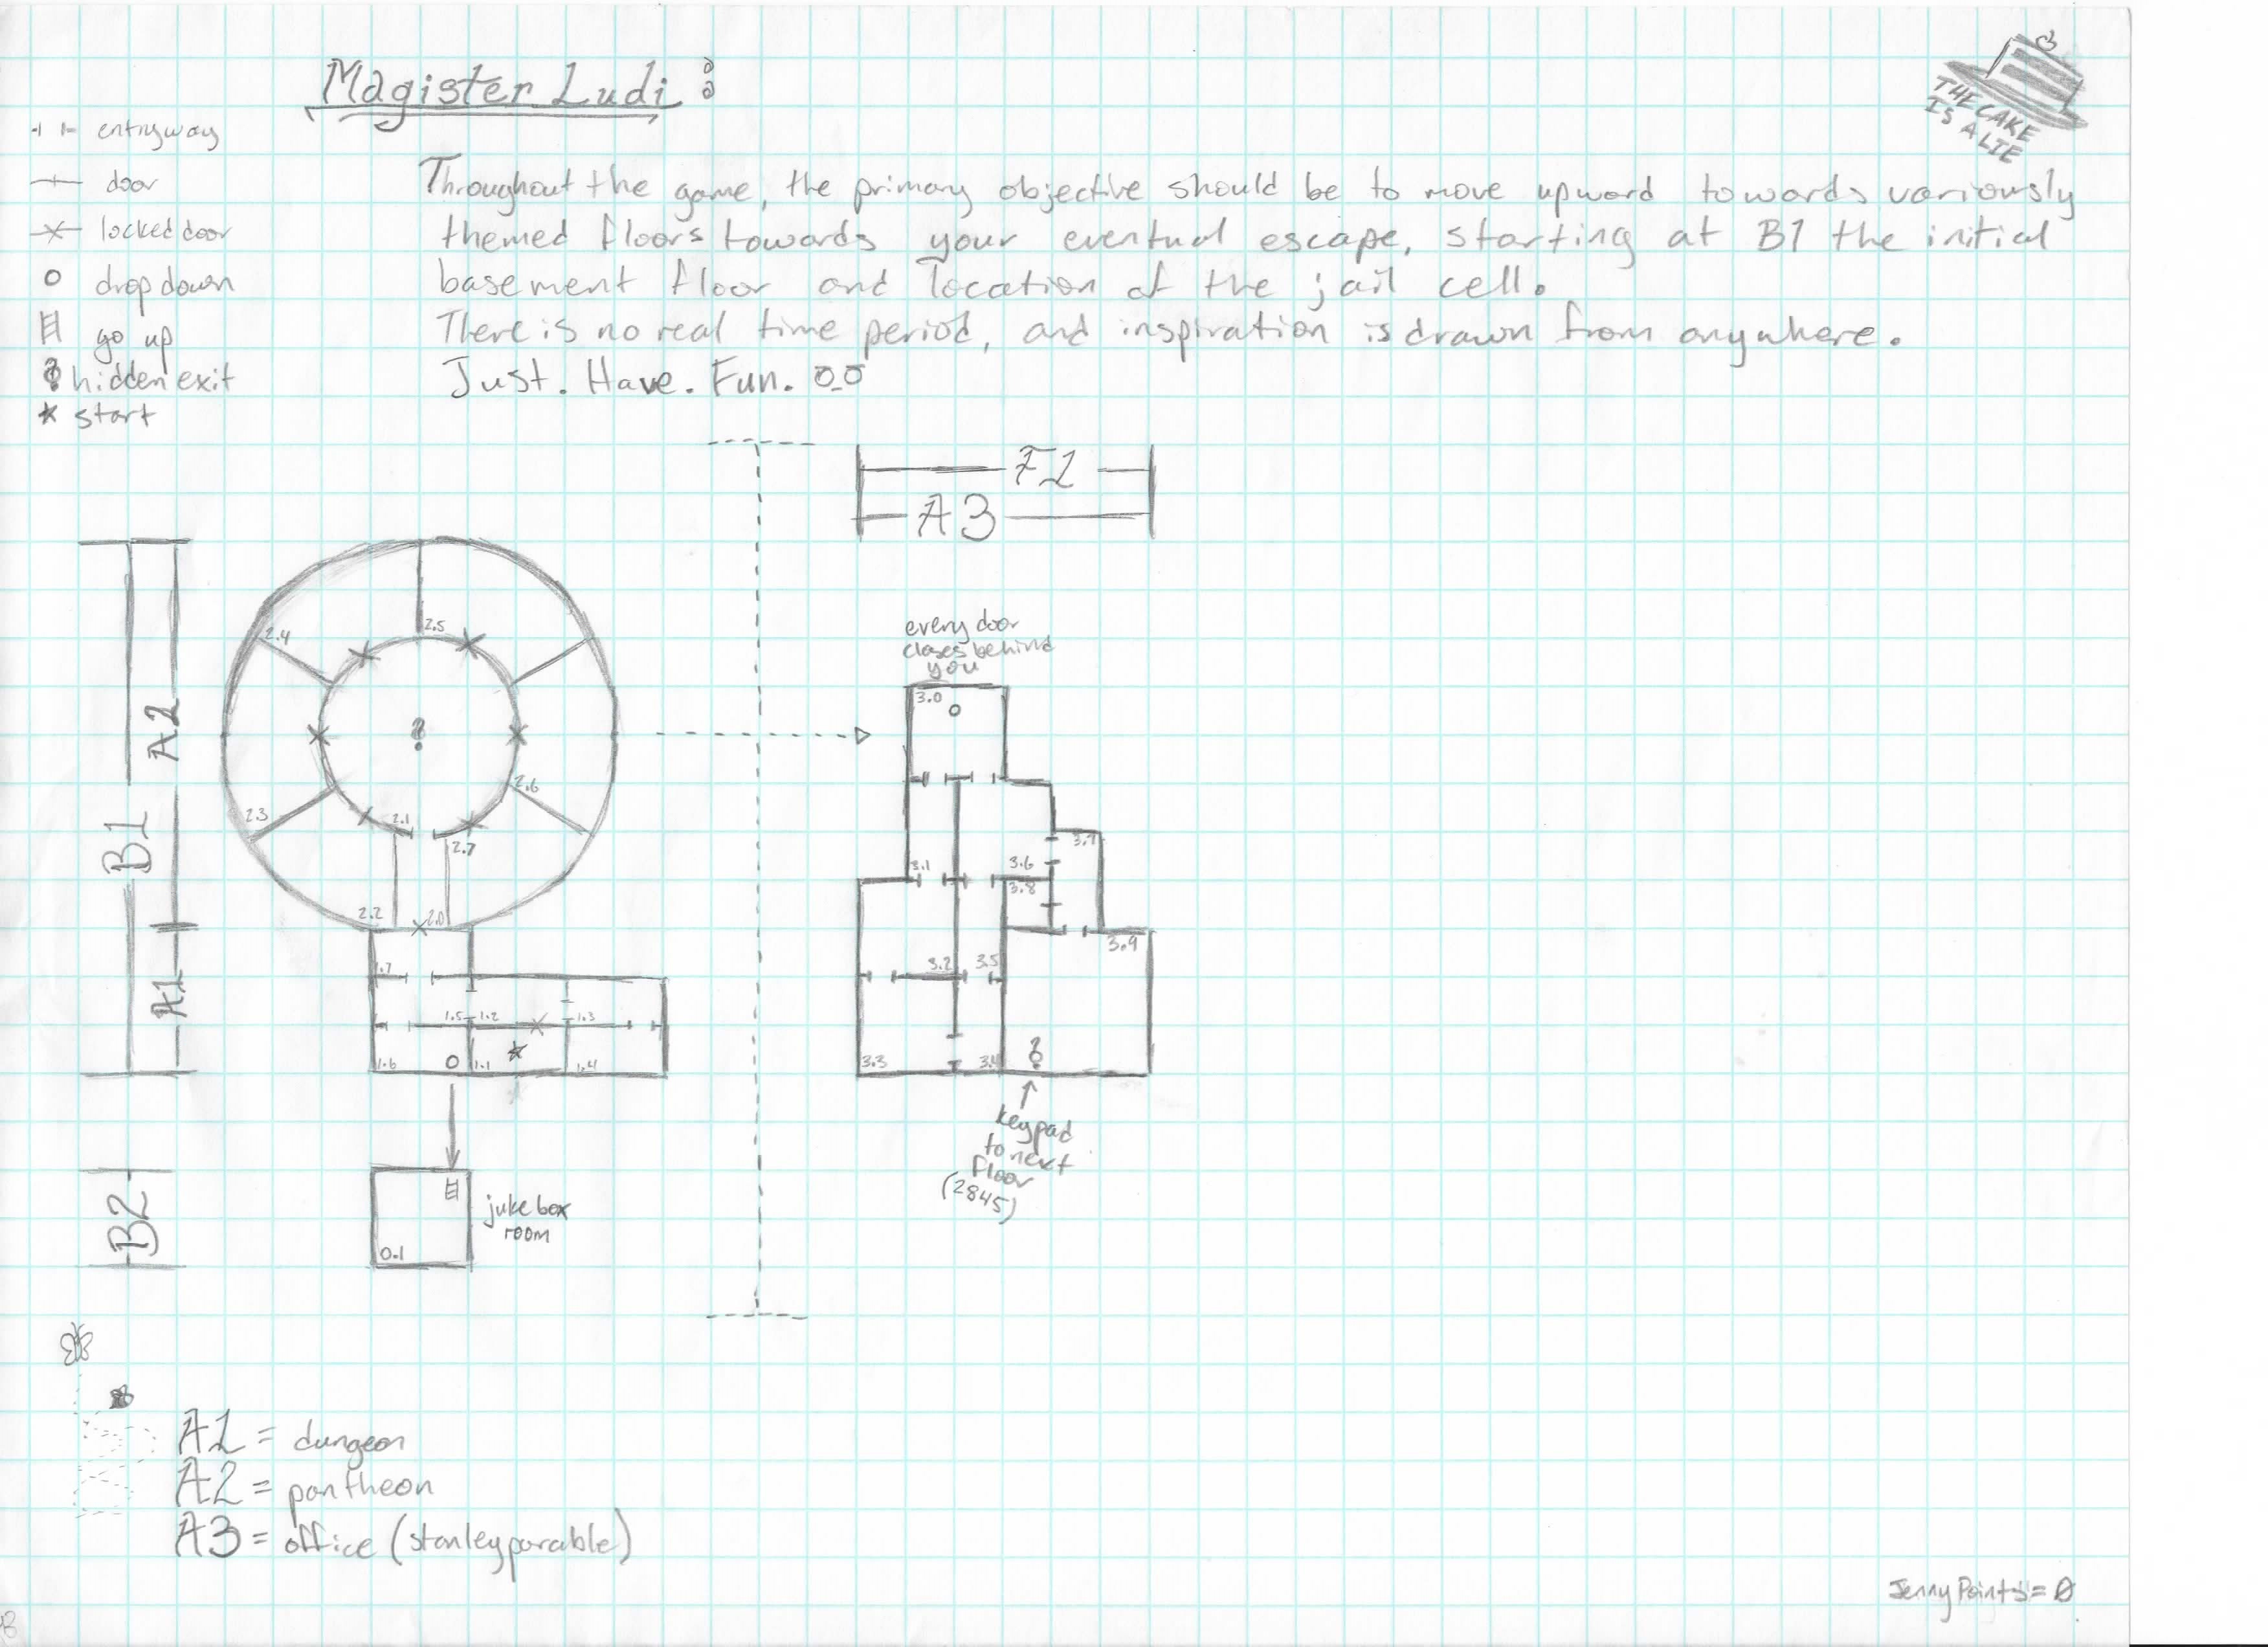 Magister Ludi:
THE CAKE
IS A LIE
entryway
door
locked door
drop down
go up
hidden exit
start
Throughout the game, the primary objective should be to move upward towards variously
themed floors towards your eventual escape, starting at B1 the initial
basement floor and location of the jail cell.
There is no real time period, and inspiration is drawn from anywhere.
Just. Have. Fun. O_O
F1
A3
B1
A2
A1
B2
2.4
2.5
2.3
2.6
2.1
2.7
2.2
2.0
1.7
1.5
1.2
1.3
1.6
1.1
1.4
0.1
juke box
room
every door
closes behind
you
3.0
3.7
3.1
3.6
3.8
3.2
3.5
3.9
3.3
3.4
keypad
to next
floor
(2845)
A1 = dungeon
A2 = pantheon
A3 = office (stanley parable)
Jenny Points = 0